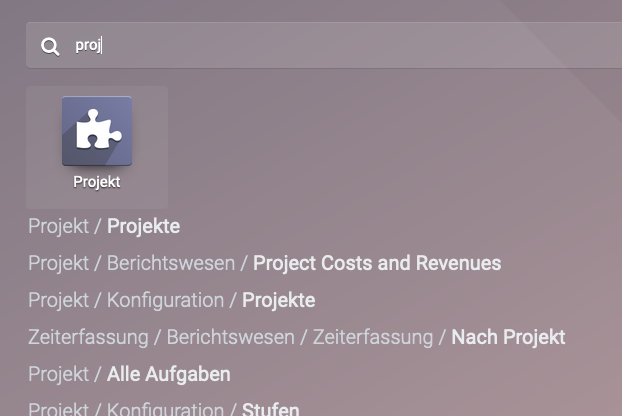 proj
Projekt
Projekt / Projekte
Projekt / Berichtswesen / Project Costs and Revenues
Projekt / Konfiguration / Projekte
Zeiterfassung / Berichtswesen / Zeiterfassung / Nach Projekt
Projekt / Alle Aufgaben
Projekt / Konfiguration / Stufen